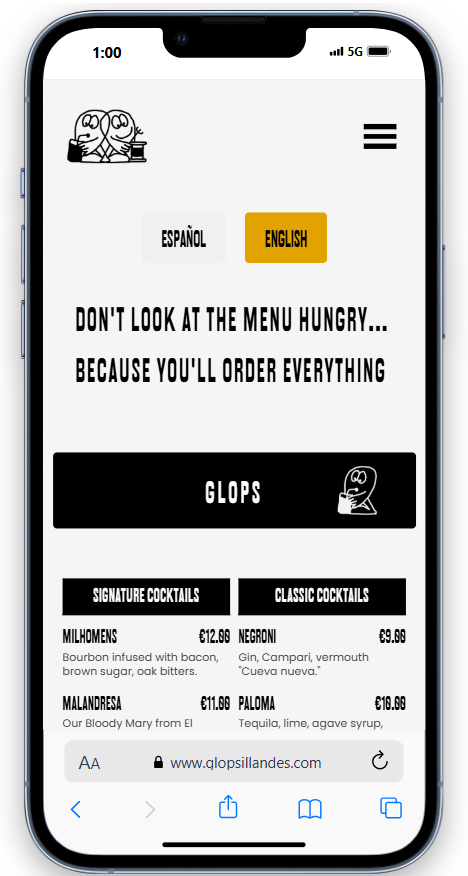 1:00
5G
ESPAÑOL
ENGLISH
DON'T LOOK AT THE MENU HUNGRY...
BECAUSE YOU'LL ORDER EVERYTHING
GLOPS
SIGNATURE COCKTAILS
MILHOMENS €12.00
Bourbon infused with bacon,
brown sugar, oak bitters.
MALANDRESA €11.00
Our Bloody Mary from El
CLASSIC COCKTAILS
NEGRONI €9.00
Gin, Campari, vermouth
"Cueva nueva."
PALOMA €10.00
Tequila, lime, agave syrup,
AA
www.glopsillandes.com